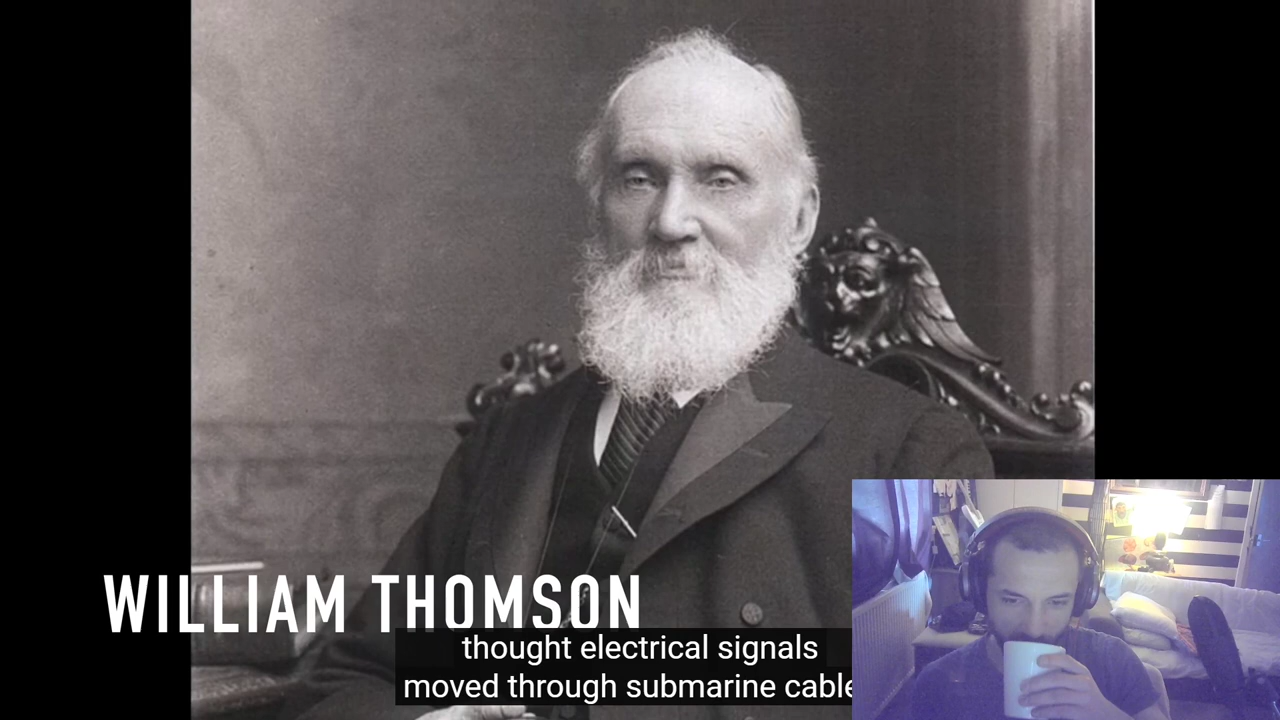 WILLIAM THOMSON
thought electrical signals
moved through submarine cable